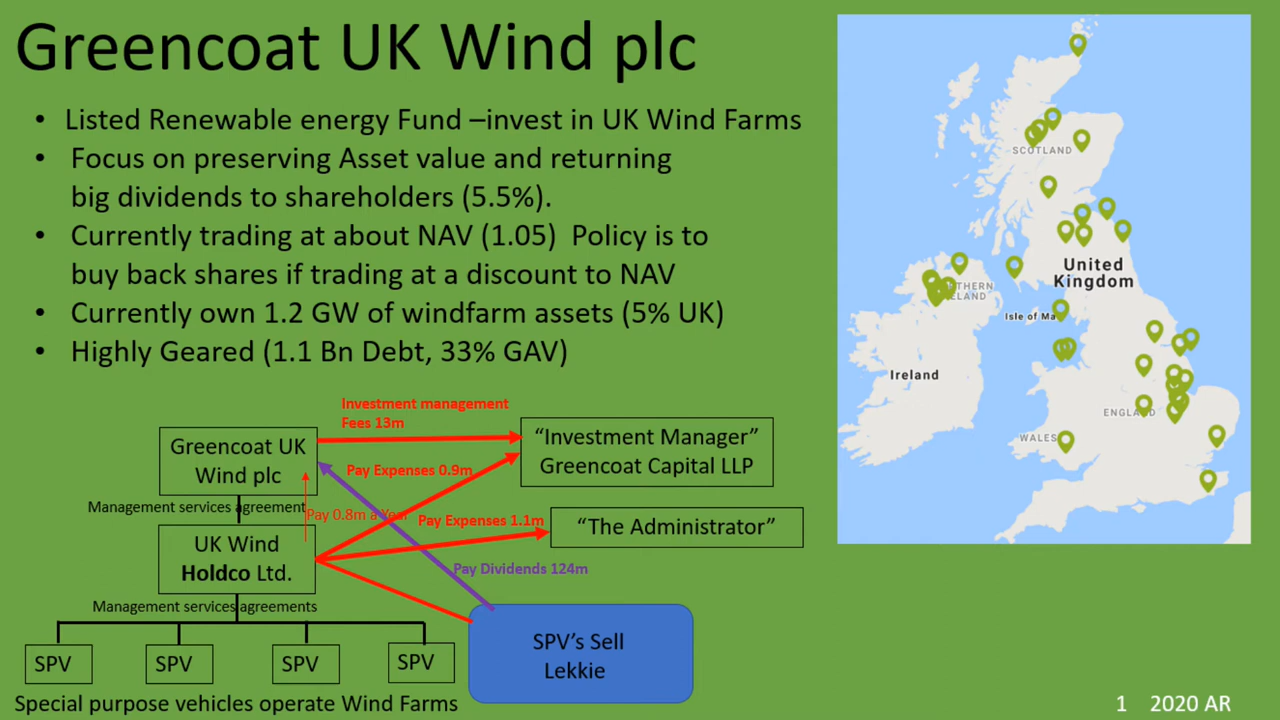 Greencoat UK Wind plc
• Listed Renewable energy Fund –invest in UK Wind Farms
• Focus on preserving Asset value and returning
big dividends to shareholders (5.5%).
• Currently trading at about NAV (1.05) Policy is to
buy back shares if trading at a discount to NAV
• Currently own 1.2 GW of windfarm assets (5% UK)
• Highly Geared (1.1 Bn Debt, 33% GAV)
Investment management
Fees 13m
Greencoat UK
Wind plc
"Investment Manager"
Greencoat Capital LLP
Pay Expenses 0.9m
Management services agreement
Pay 0.8m a Year
Pay Expenses 1.1m
"The Administrator"
UK Wind
Holdco Ltd.
Pay Dividends 124m
Management services agreements
SPV
SPV
SPV
SPV
SPV's Sell
Lekkie
Special purpose vehicles operate Wind Farms
SCOTLAND
United
Kingdom
Isle of Ma
Ireland
ENGLAND
WALES
1 2020 AR